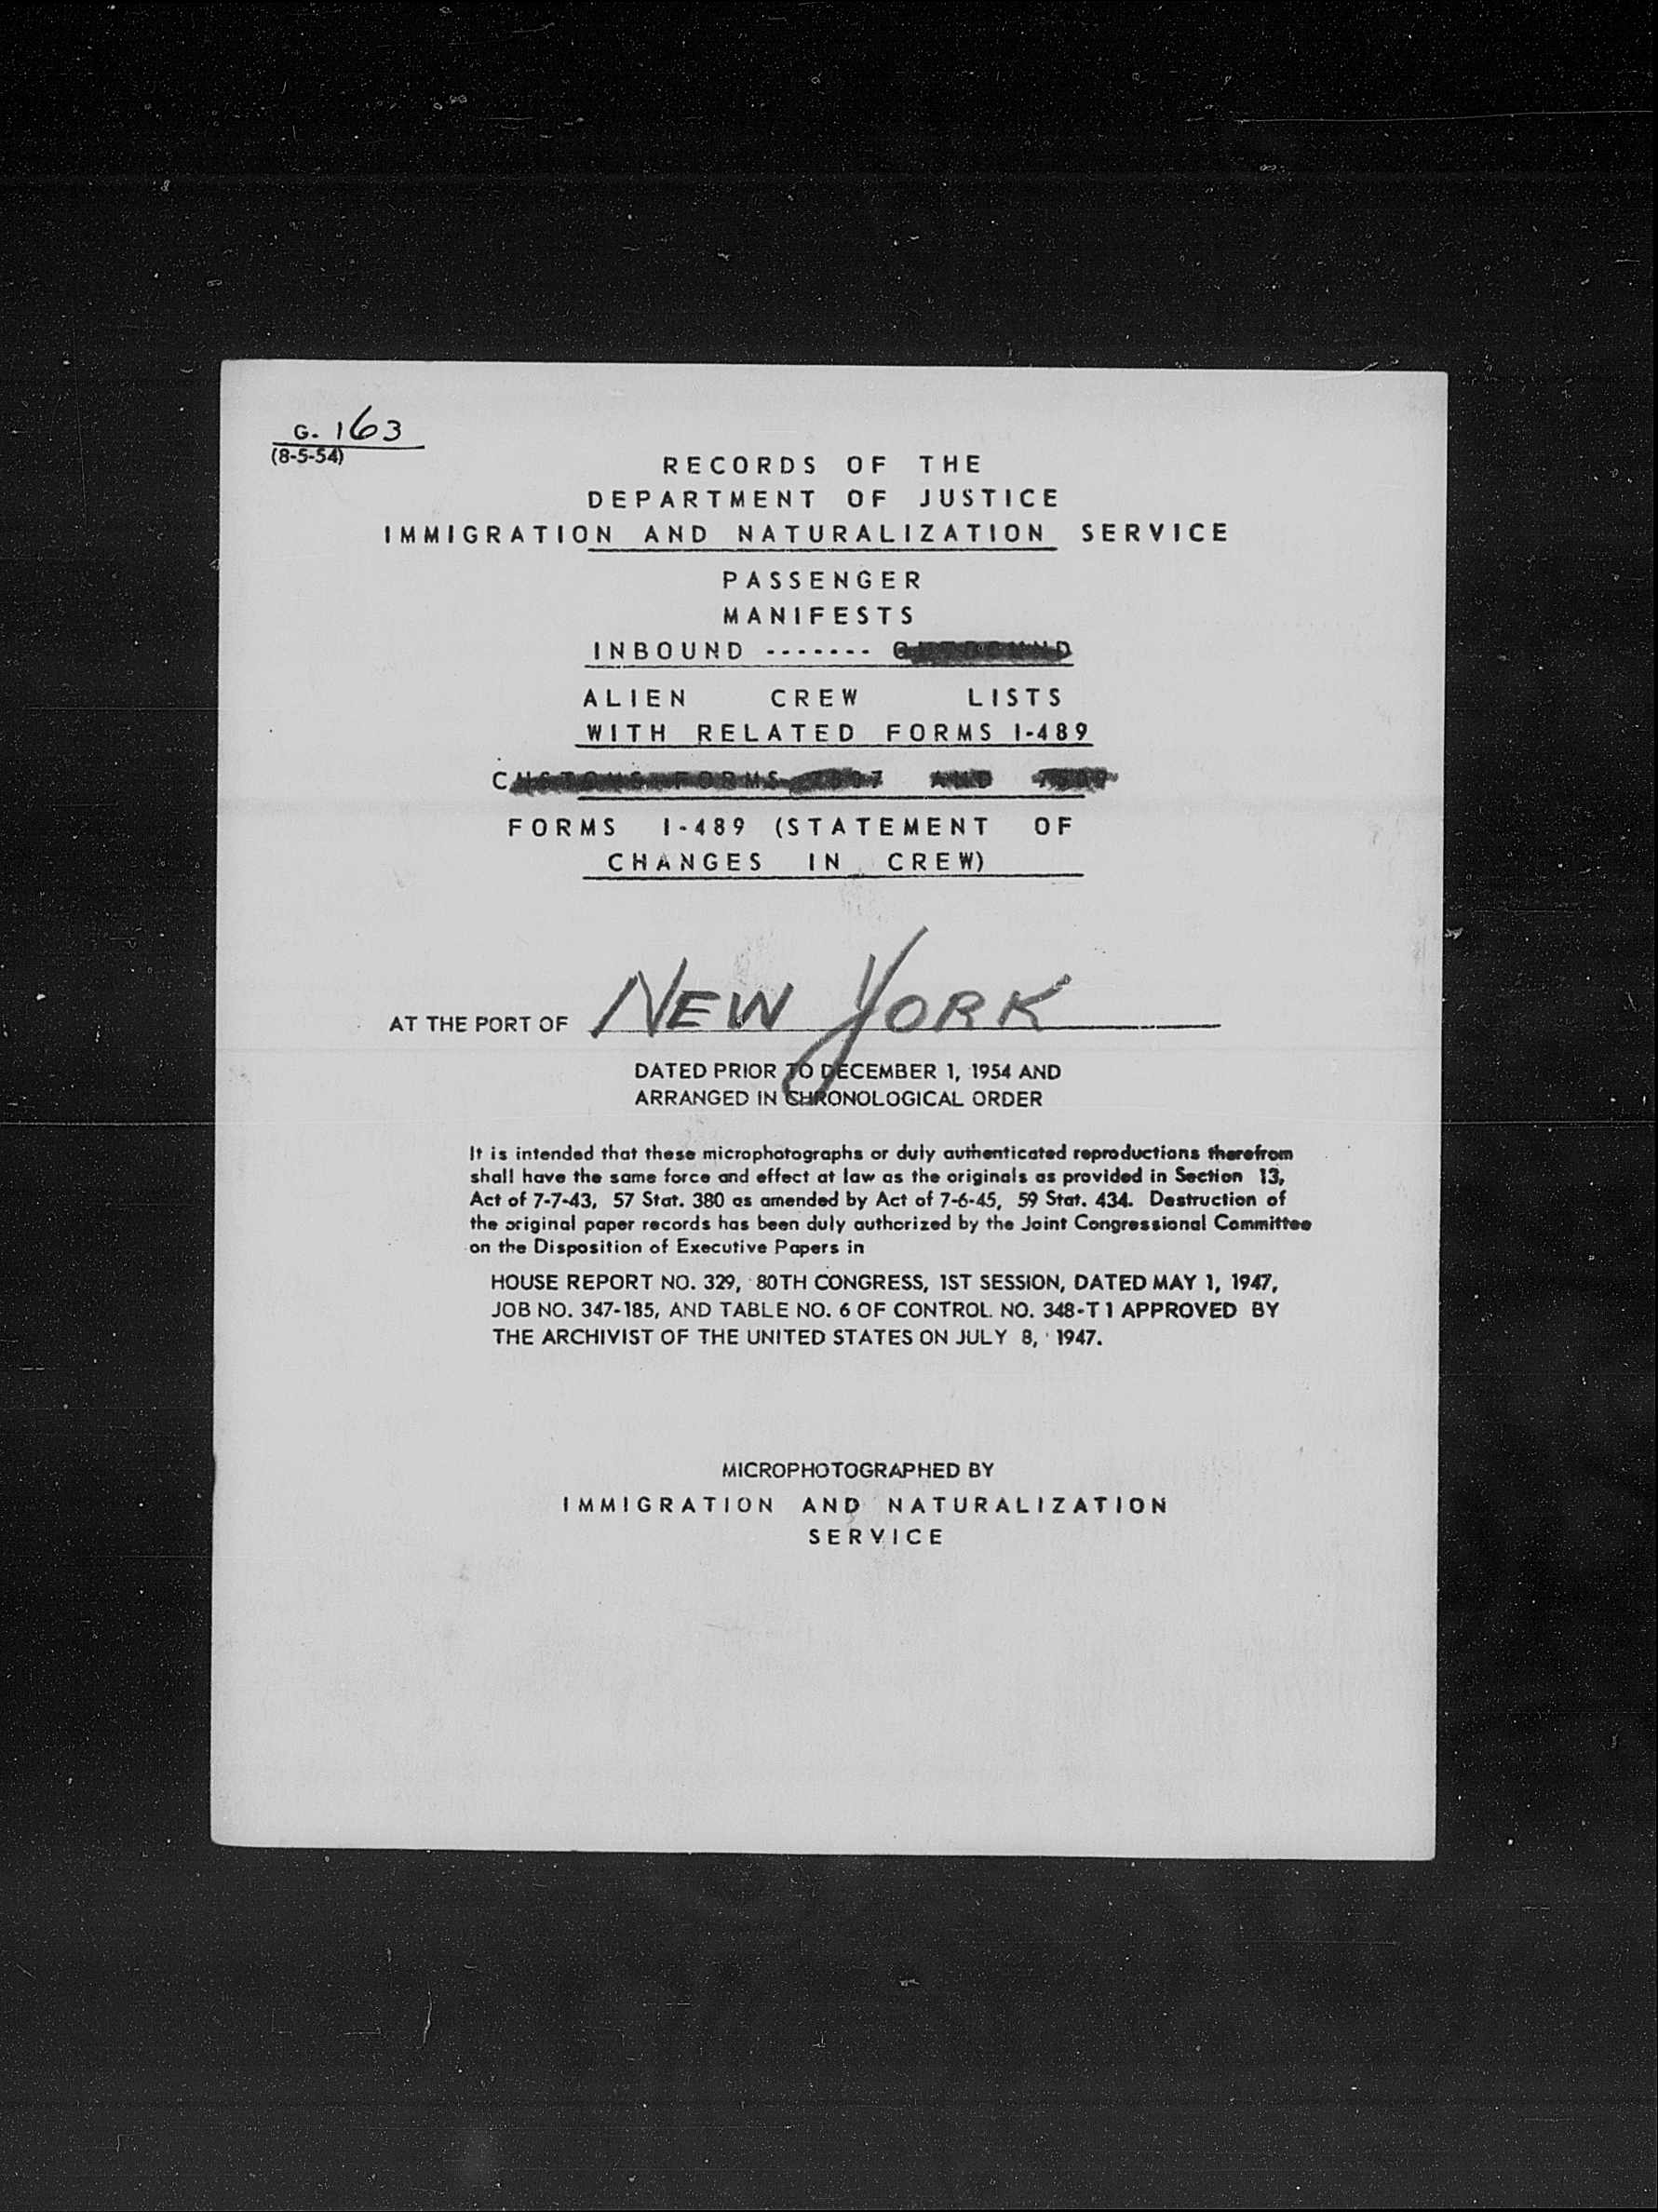 G. 163
(8-5-54)
RECORDS OF THE
DEPARTMENT OF JUSTICE
IMMIGRATION AND NATURALIZATION SERVICE
PASSENGER
MANIFESTS
INBOUND ------- OUTBOUND
ALIEN CREW LISTS
WITH RELATED FORMS I-489
CUSTOMS FORMS 7507 AND
FORMS I-489 (STATEMENT OF
CHANGES IN CREW)
AT THE PORT OF NEW YORK
DATED PRIOR TO DECEMBER 1, 1954 AND
ARRANGED IN CHRONOLOGICAL ORDER
It is intended that these microphotographs or duly authenticated reproductions therefrom
shall have the same force and effect at law as the originals as provided in Section 13,
Act of 7-7-43, 57 Stat. 380 as amended by Act of 7-6-45, 59 Stat. 434. Destruction of
the original paper records has been duly authorized by the Joint Congressional Committee
on the Disposition of Executive Papers in
HOUSE REPORT NO. 329, 80TH CONGRESS, 1ST SESSION, DATED MAY 1, 1947,
JOB NO. 347-185, AND TABLE NO. 6 OF CONTROL NO. 348-T1 APPROVED BY
THE ARCHIVIST OF THE UNITED STATES ON JULY 8, 1947.
MICROPHOTOGRAPHED BY
IMMIGRATION AND NATURALIZATION
SERVICE